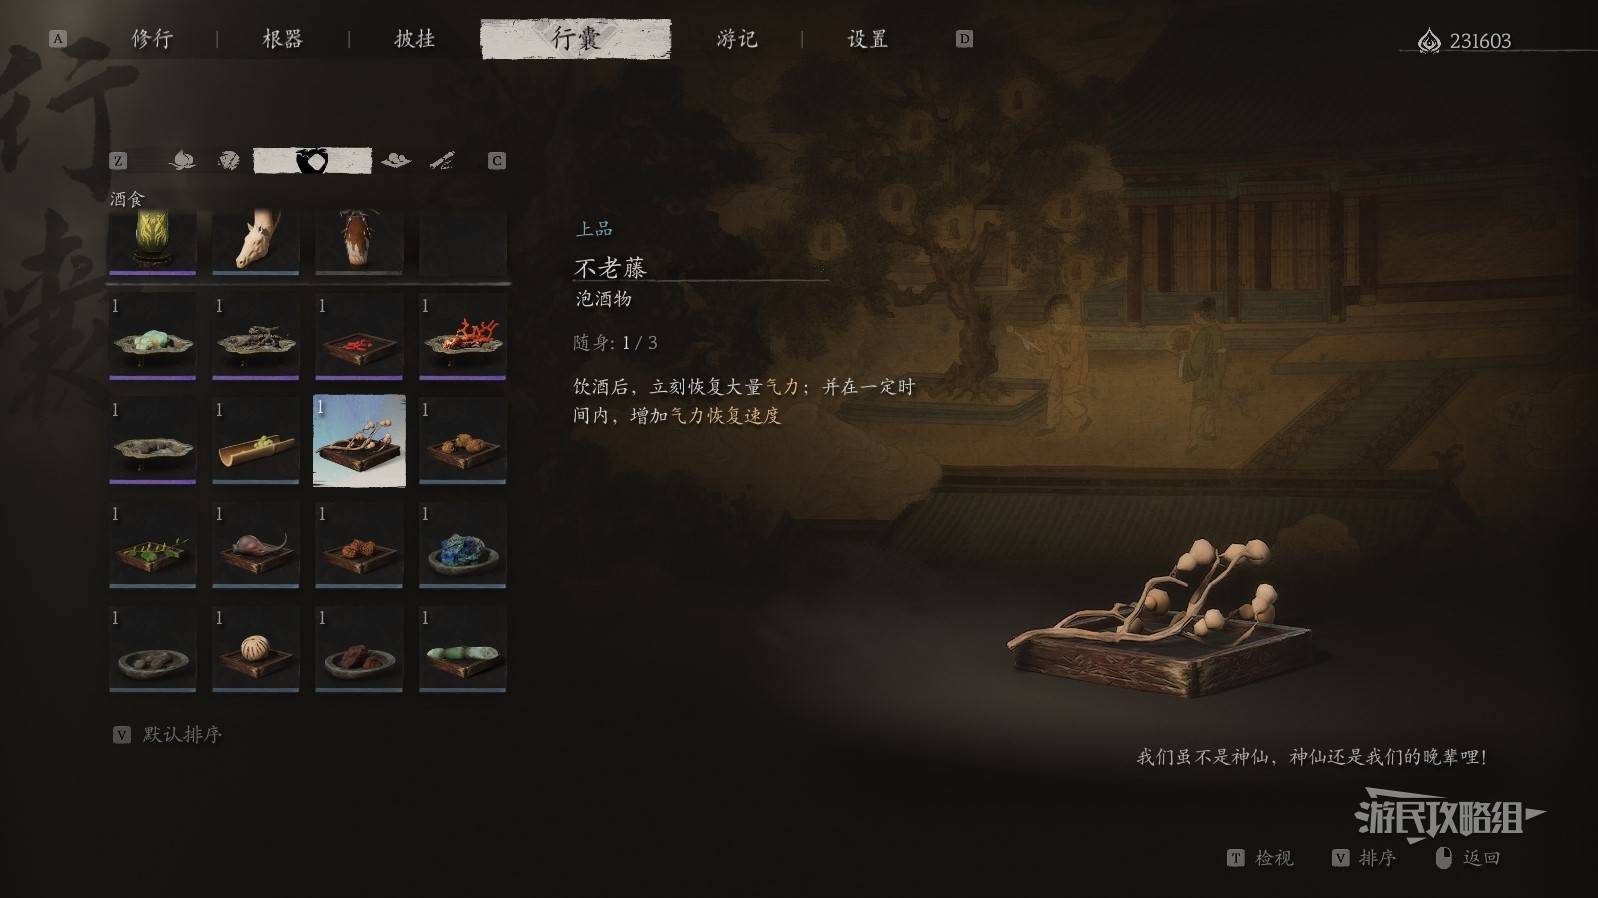 A 修行 | 根器 | 披挂 | 行囊 | 游记 | 设置 D
231603
行囊
Z C
酒食
1 1 1 1
1 1 1 1
1 1 1 1
1 1 1 1
V 默认排序
上品
不老藤
泡酒物
随身: 1 / 3
饮酒后，立刻恢复大量气力；并在一定时
间内，增加气力恢复速度
我们虽不是神仙，神仙还是我们的晚辈哩！
游民攻略组
T 检视 V 排序 返回